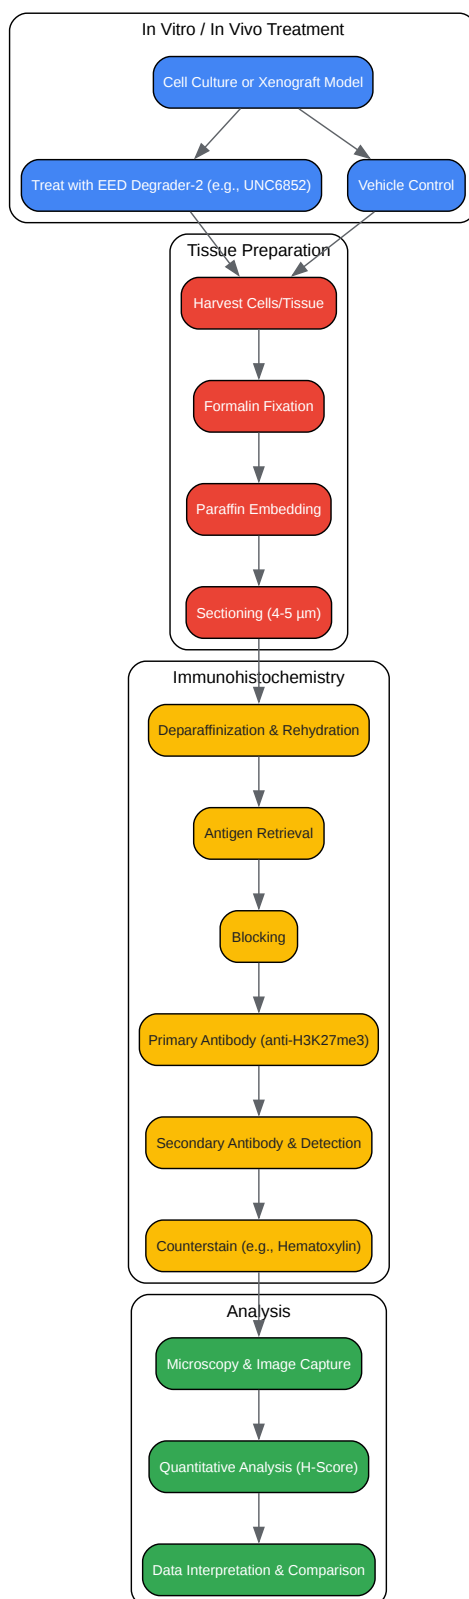 In Vitro / In Vivo Treatment
Cell Culture or Xenograft Model
Treat with EED Degrader-2 (e.g., UNC6852)
Vehicle Control
Tissue Preparation
Harvest Cells/Tissue
Formalin Fixation
Paraffin Embedding
Sectioning (4-5 µm)
Immunohistochemistry
Deparaffinization & Rehydration
Antigen Retrieval
Blocking
Primary Antibody (anti-H3K27me3)
Secondary Antibody & Detection
Counterstain (e.g., Hematoxylin)
Analysis
Microscopy & Image Capture
Quantitative Analysis (H-Score)
Data Interpretation & Comparison